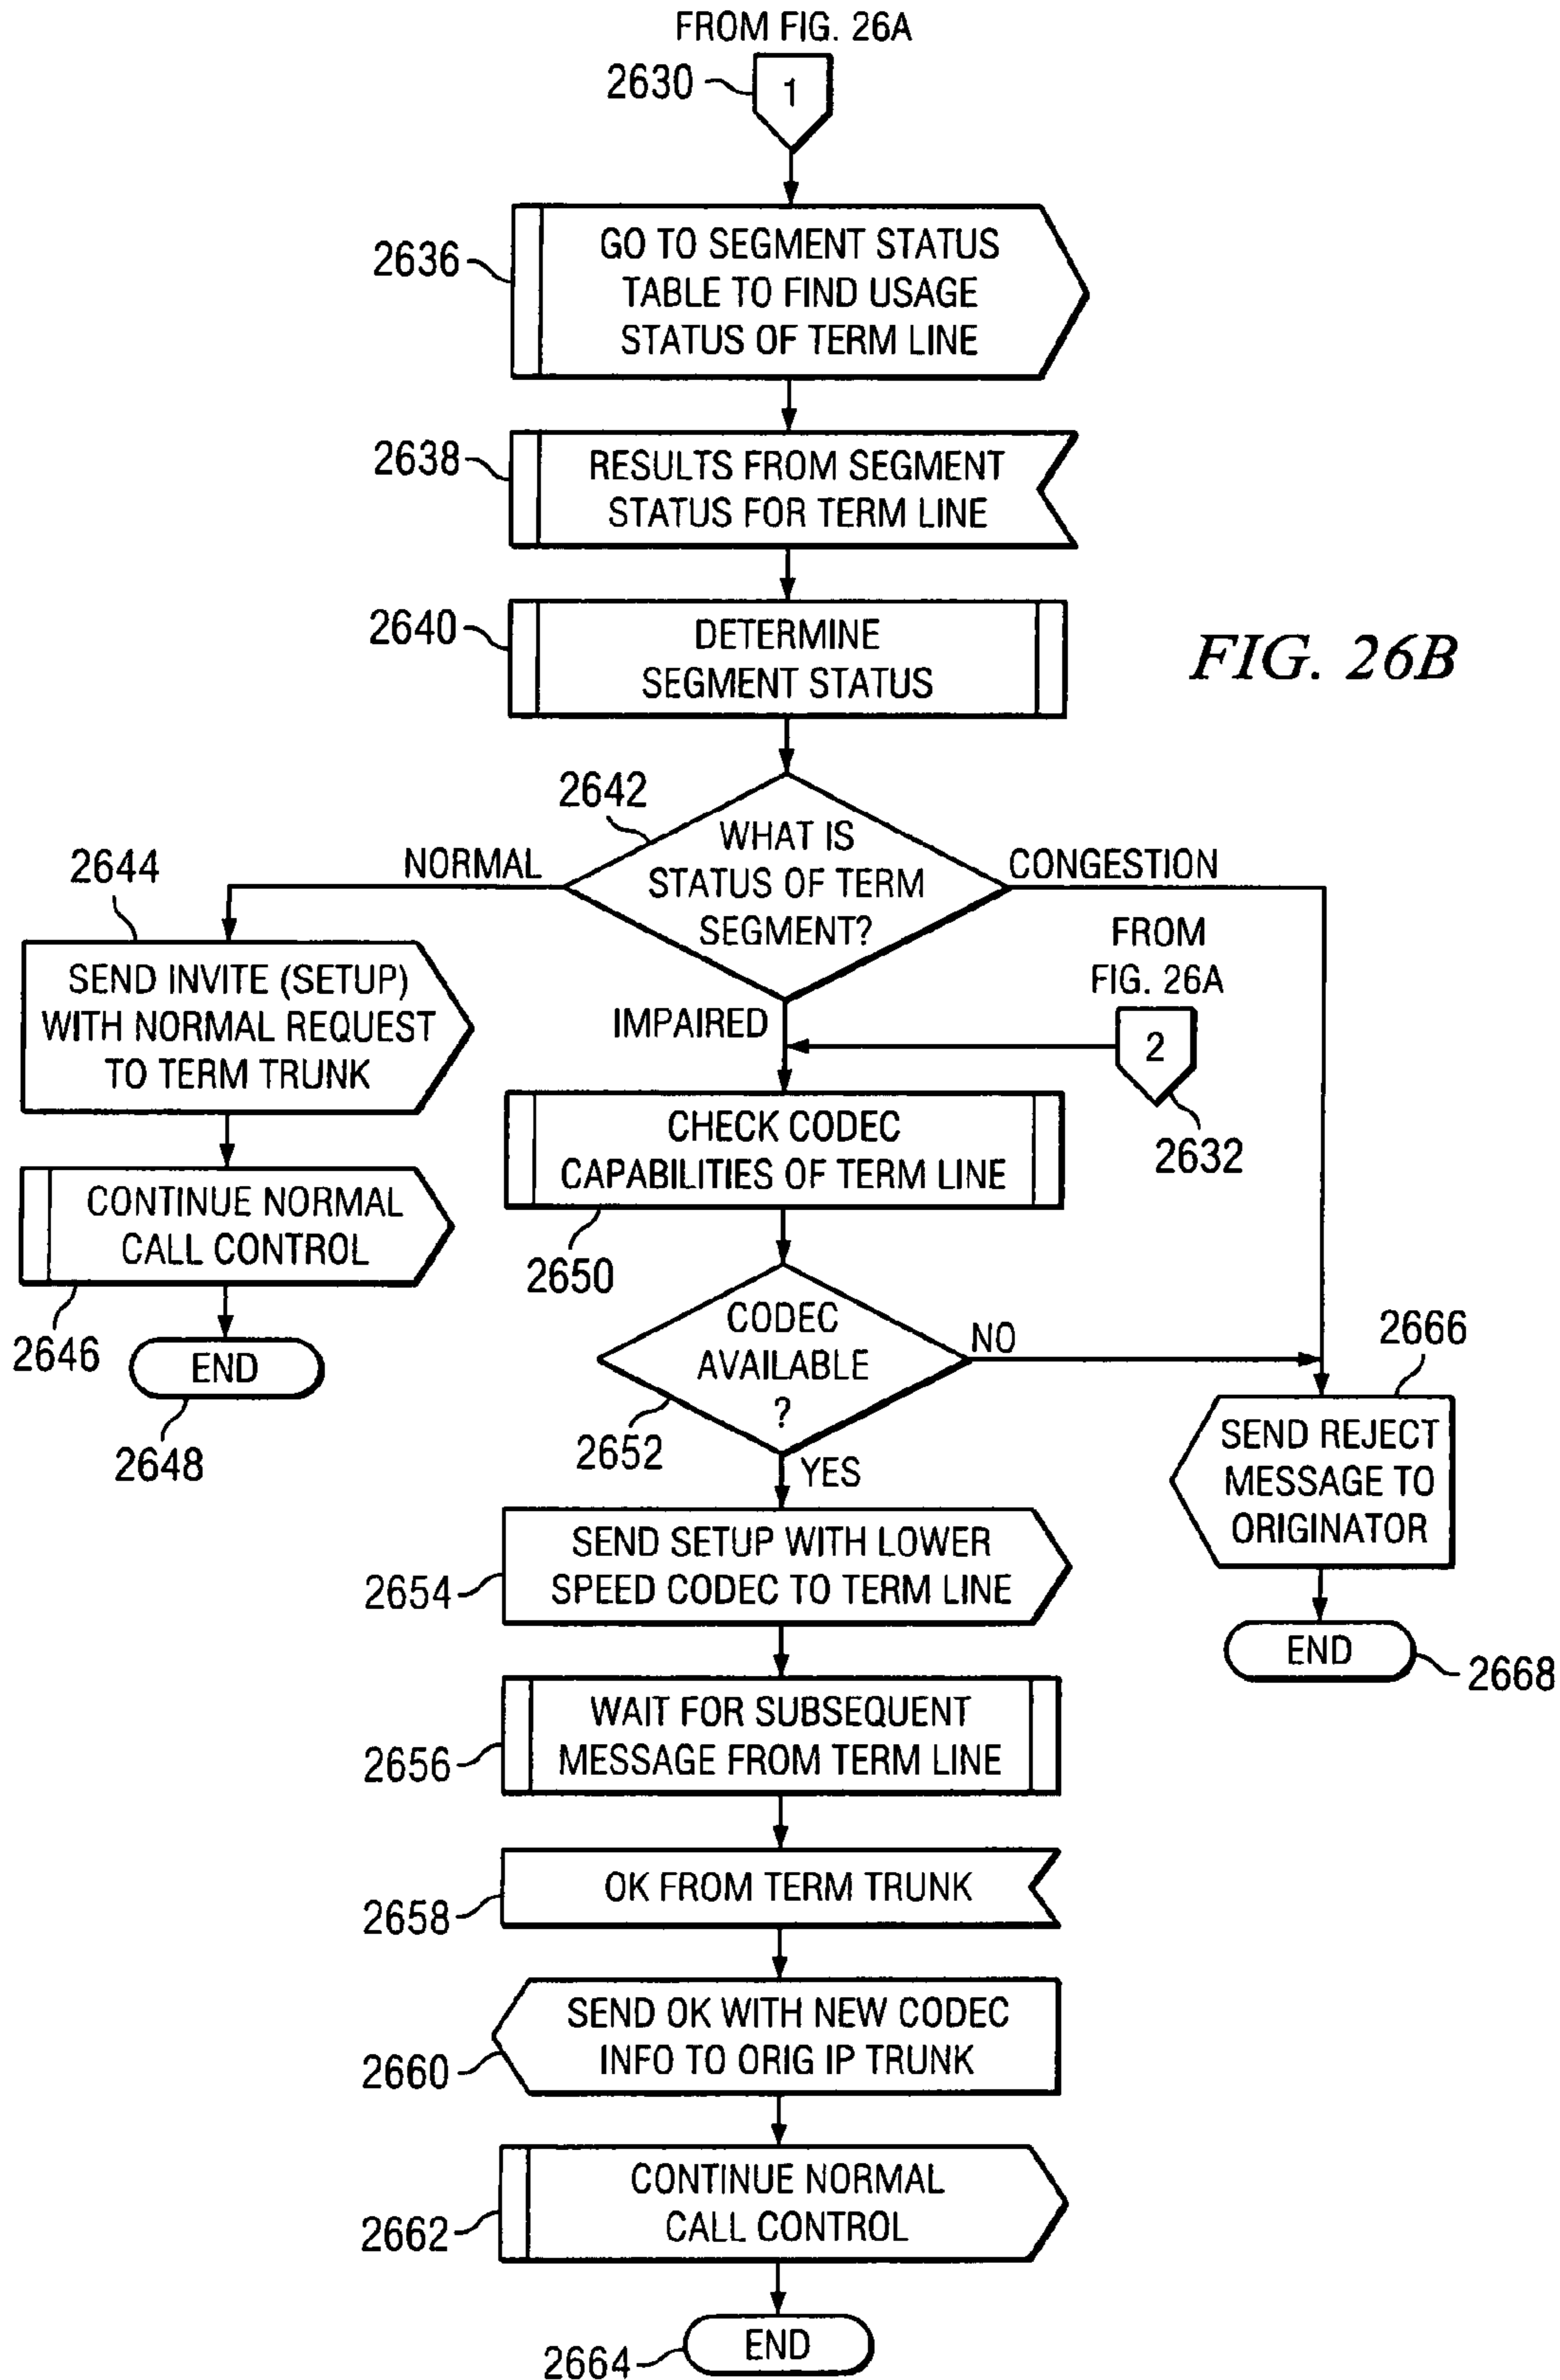 FROM FIG. 26A
2630
1
2636
GO TO SEGMENT STATUS
TABLE TO FIND USAGE
STATUS OF TERM LINE
2638
RESULTS FROM SEGMENT
STATUS FOR TERM LINE
2640
DETERMINE
SEGMENT STATUS
FIG. 26B
2642
WHAT IS
STATUS OF TERM
SEGMENT?
NORMAL
CONGESTION
IMPAIRED
2644
SEND INVITE (SETUP)
WITH NORMAL REQUEST
TO TERM TRUNK
CONTINUE NORMAL
CALL CONTROL
2646
END
2648
FROM
FIG. 26A
2
2632
CHECK CODEC
CAPABILITIES OF TERM LINE
2650
CODEC
AVAILABLE
?
2652
NO
YES
2666
SEND REJECT
MESSAGE TO
ORIGINATOR
END
2668
SEND SETUP WITH LOWER
SPEED CODEC TO TERM LINE
2654
WAIT FOR SUBSEQUENT
MESSAGE FROM TERM LINE
2656
OK FROM TERM TRUNK
2658
SEND OK WITH NEW CODEC
INFO TO ORIG IP TRUNK
2660
CONTINUE NORMAL
CALL CONTROL
2662
END
2664